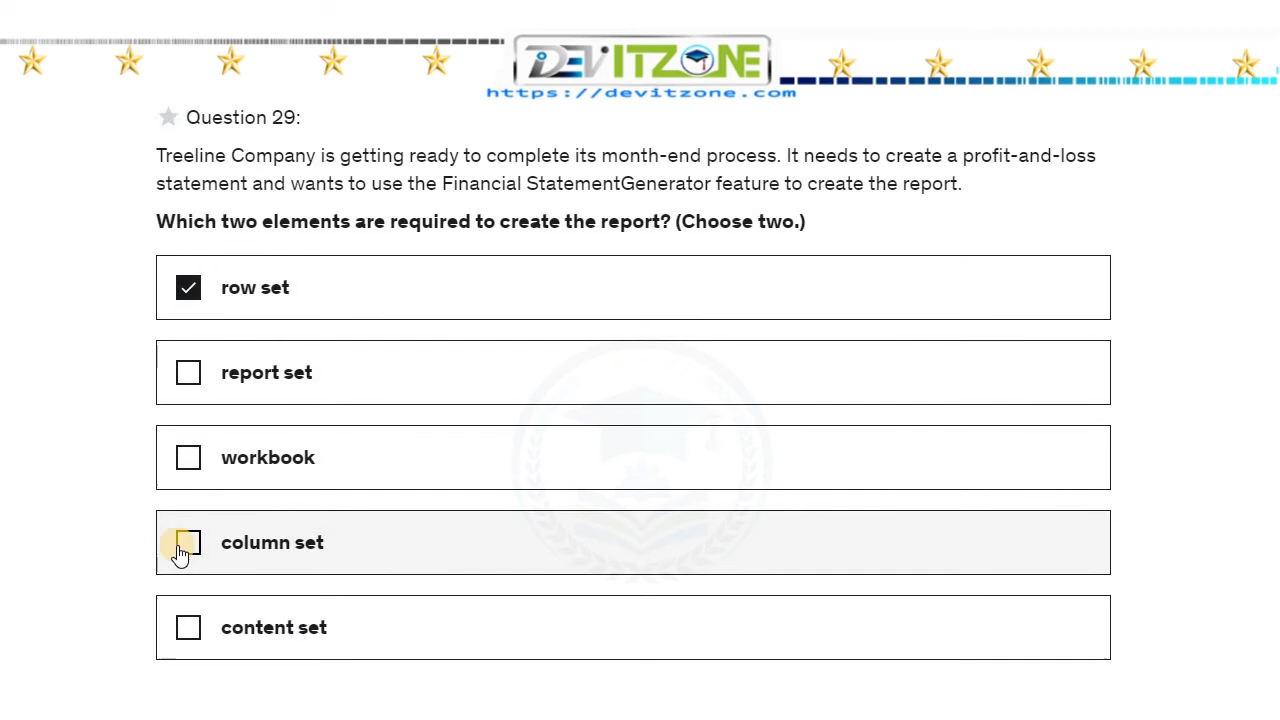 DEVITZONE
https://devitzone.com
Question 29:
Treeline Company is getting ready to complete its month-end process. It needs to create a profit-and-loss
statement and wants to use the Financial StatementGenerator feature to create the report.
Which two elements are required to create the report? (Choose two.)
row set
report set
workbook
column set
content set